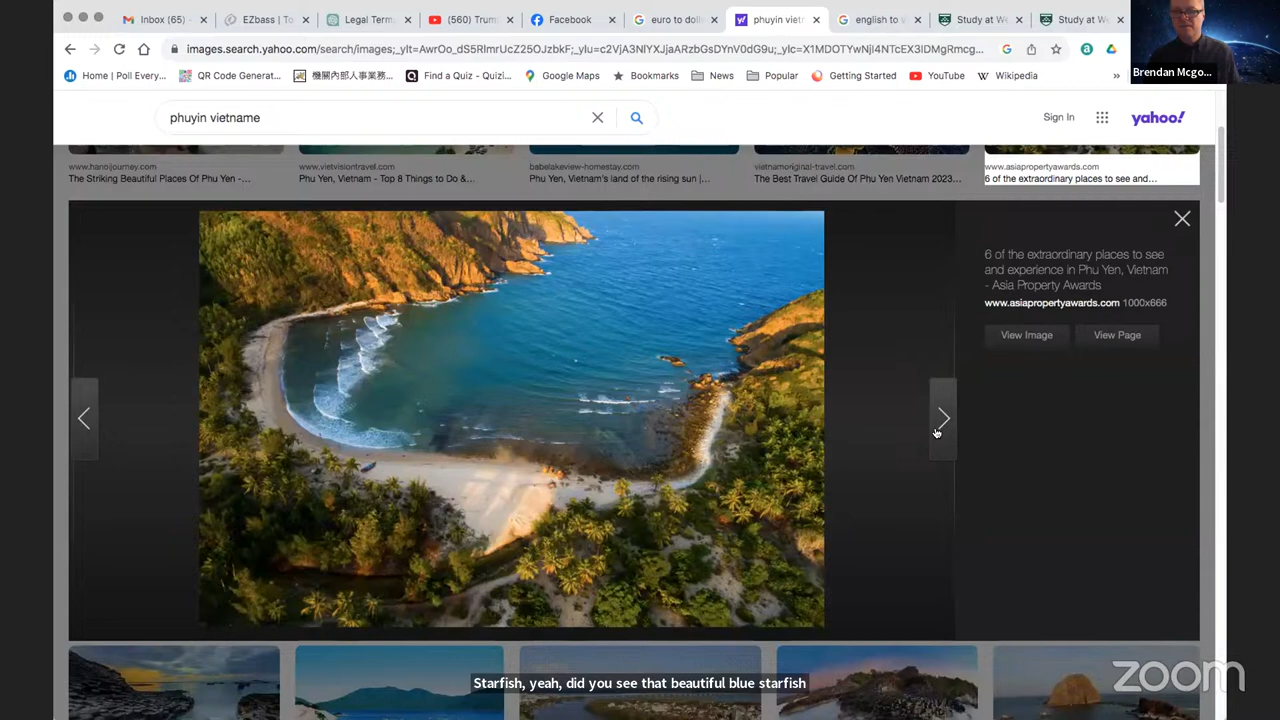 Inbox (65)
EZbass | To
Legal Term
(560) Trum
Facebook
euro to doll
phuyin vietn
english to v
Study at We
Study at We
images.search.yahoo.com/search/images;_ylt=AwrOo_dS5RlmrUcZ25OJzbkF;_ylu=c2VjA3NlYXJjaARzbGsDYnV0dG9u;_ylc=X1MDOTYwNjI4NTcEX3IDMgRmcg...
Home | Poll Every...
QR Code Generat...
機關內部人事業務...
Find a Quiz - Quizi...
Google Maps
Bookmarks
News
Popular
Getting Started
YouTube
Wikipedia
»
Brendan Mcgo...
phuyin vietname
Sign In
yahoo!
www.hanoijourney.com
The Striking Beautiful Places Of Phu Yen -...
www.vietvisiontravel.com
Phu Yen, Vietnam - Top 8 Things to Do &...
babelakeview-homestay.com
Phu Yen, Vietnam's land of the rising sun |...
vietnamoriginal-travel.com
The Best Travel Guide Of Phu Yen Vietnam 2023...
www.asiapropertyawards.com
6 of the extraordinary places to see and...
6 of the extraordinary places to see
and experience in Phu Yen, Vietnam
- Asia Property Awards
www.asiapropertyawards.com 1000x666
View Image
View Page
Starfish, yeah, did you see that beautiful blue starfish
zoom